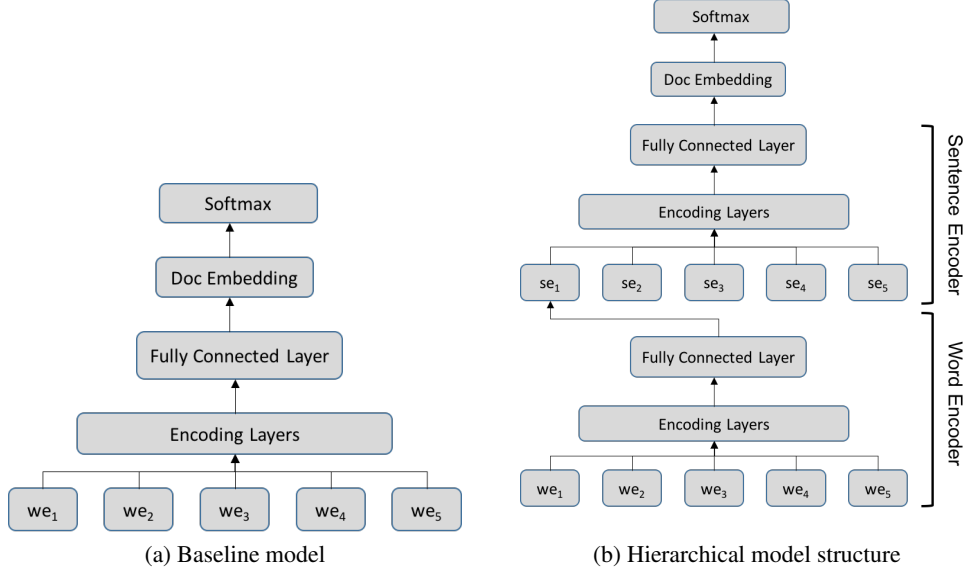 Softmax
Doc Embedding
Fully Connected Layer
Encoding Layers
we₁ we₂ we₃ we₄ we₅
(a) Baseline model
Softmax
Doc Embedding
Fully Connected Layer
Encoding Layers
se₁ se₂ se₃ se₄ se₅
Sentence Encoder
Fully Connected Layer
Encoding Layers
we₁ we₂ we₃ we₄ we₅
Word Encoder
(b) Hierarchical model structure